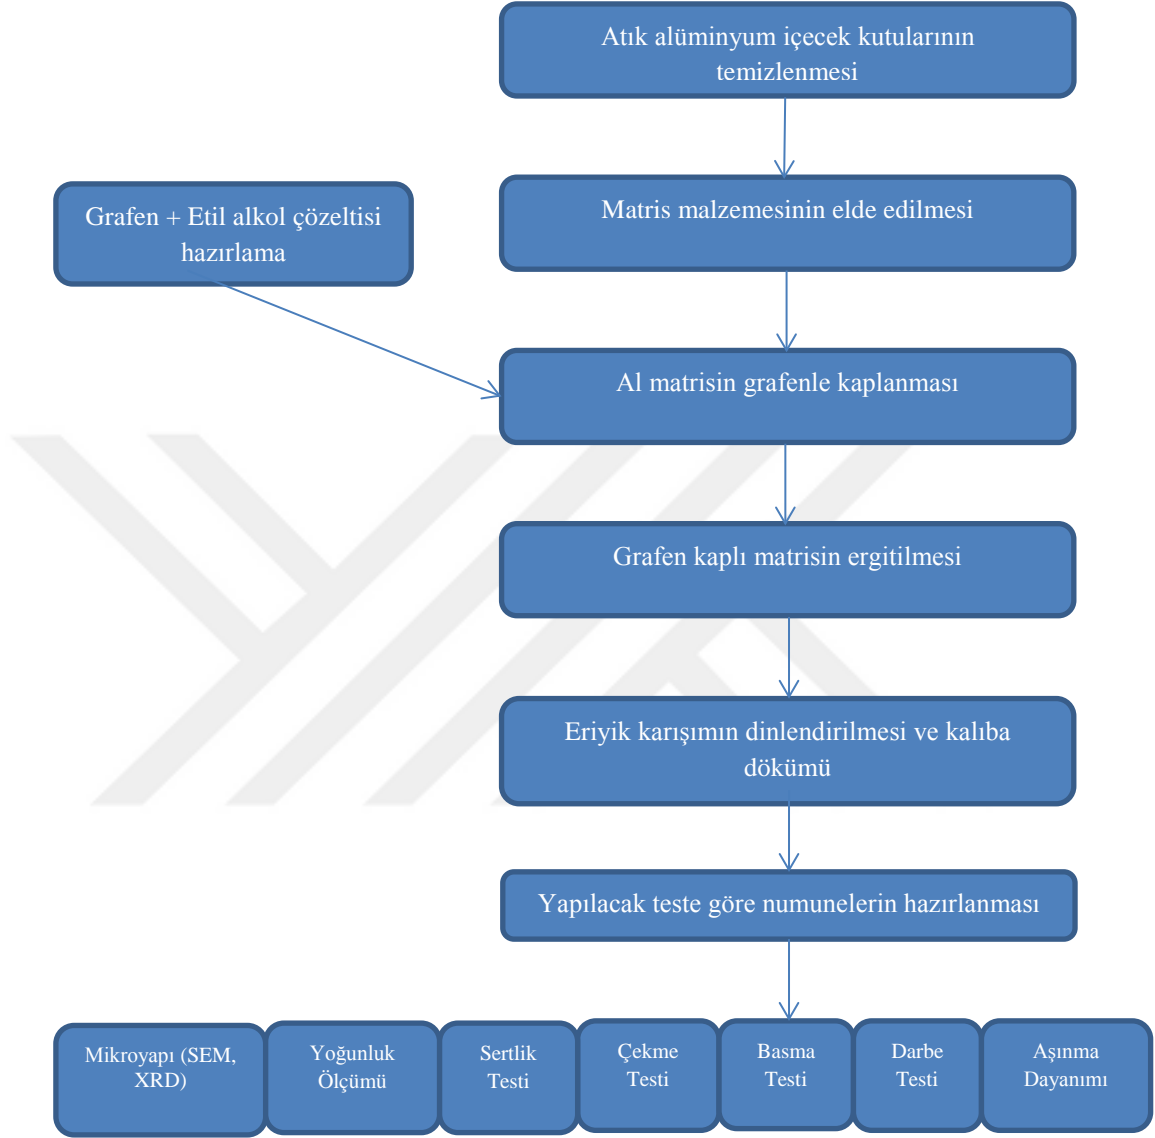 Atık alüminyum içecek kutularının
temizlenmesi
Grafen + Etil alkol çözeltisi
hazırlama
Matris malzemesinin elde edilmesi
Al matrisin grafenle kaplanması
Grafen kaplı matrisin ergitilmesi
Eriyik karışımın dinlendirilmesi ve kalıba
dökümü
Yapılacak teste göre numunelerin hazırlanması
Mikroyapı (SEM,
XRD)
Yoğunluk
Ölçümü
Sertlik
Testi
Çekme
Testi
Basma
Testi
Darbe
Testi
Aşınma
Dayanımı